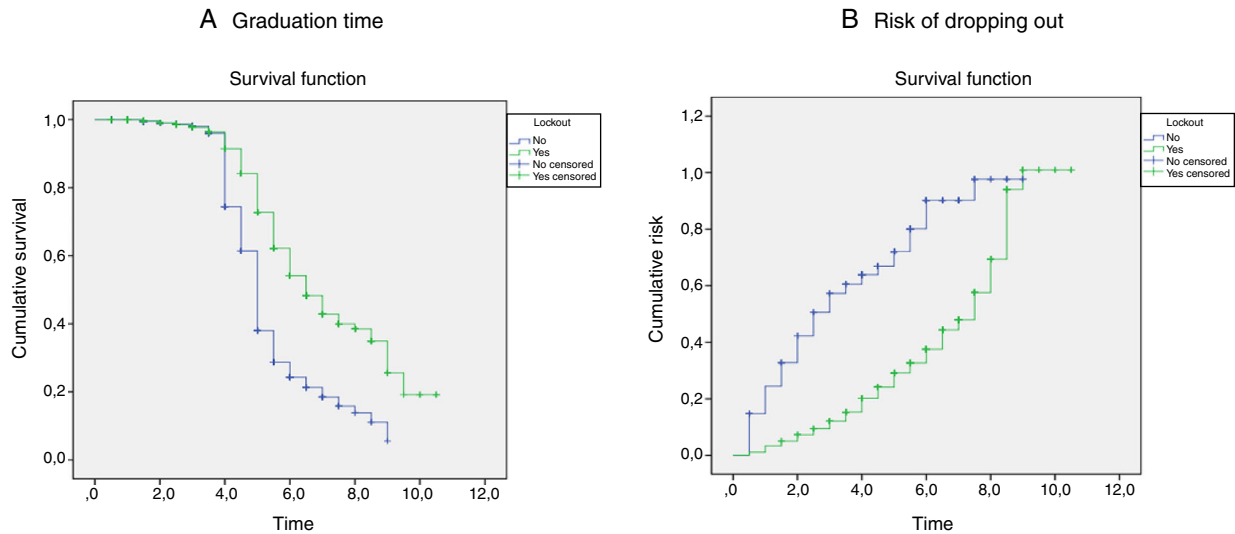 A Graduation time
Survival function
1,0
0,8
0,6
0,4
0,2
0,0
Cumulative survival
,0
2,0
4,0
6,0
8,0
10,0
12,0
Time
Lockout
No
Yes
No censored
Yes censored
B Risk of dropping out
Survival function
1,2
1,0
0,8
0,6
0,4
0,2
0,0
Cumulative risk
,0
2,0
4,0
6,0
8,0
10,0
12,0
Time
Lockout
No
Yes
No censored
Yes censored